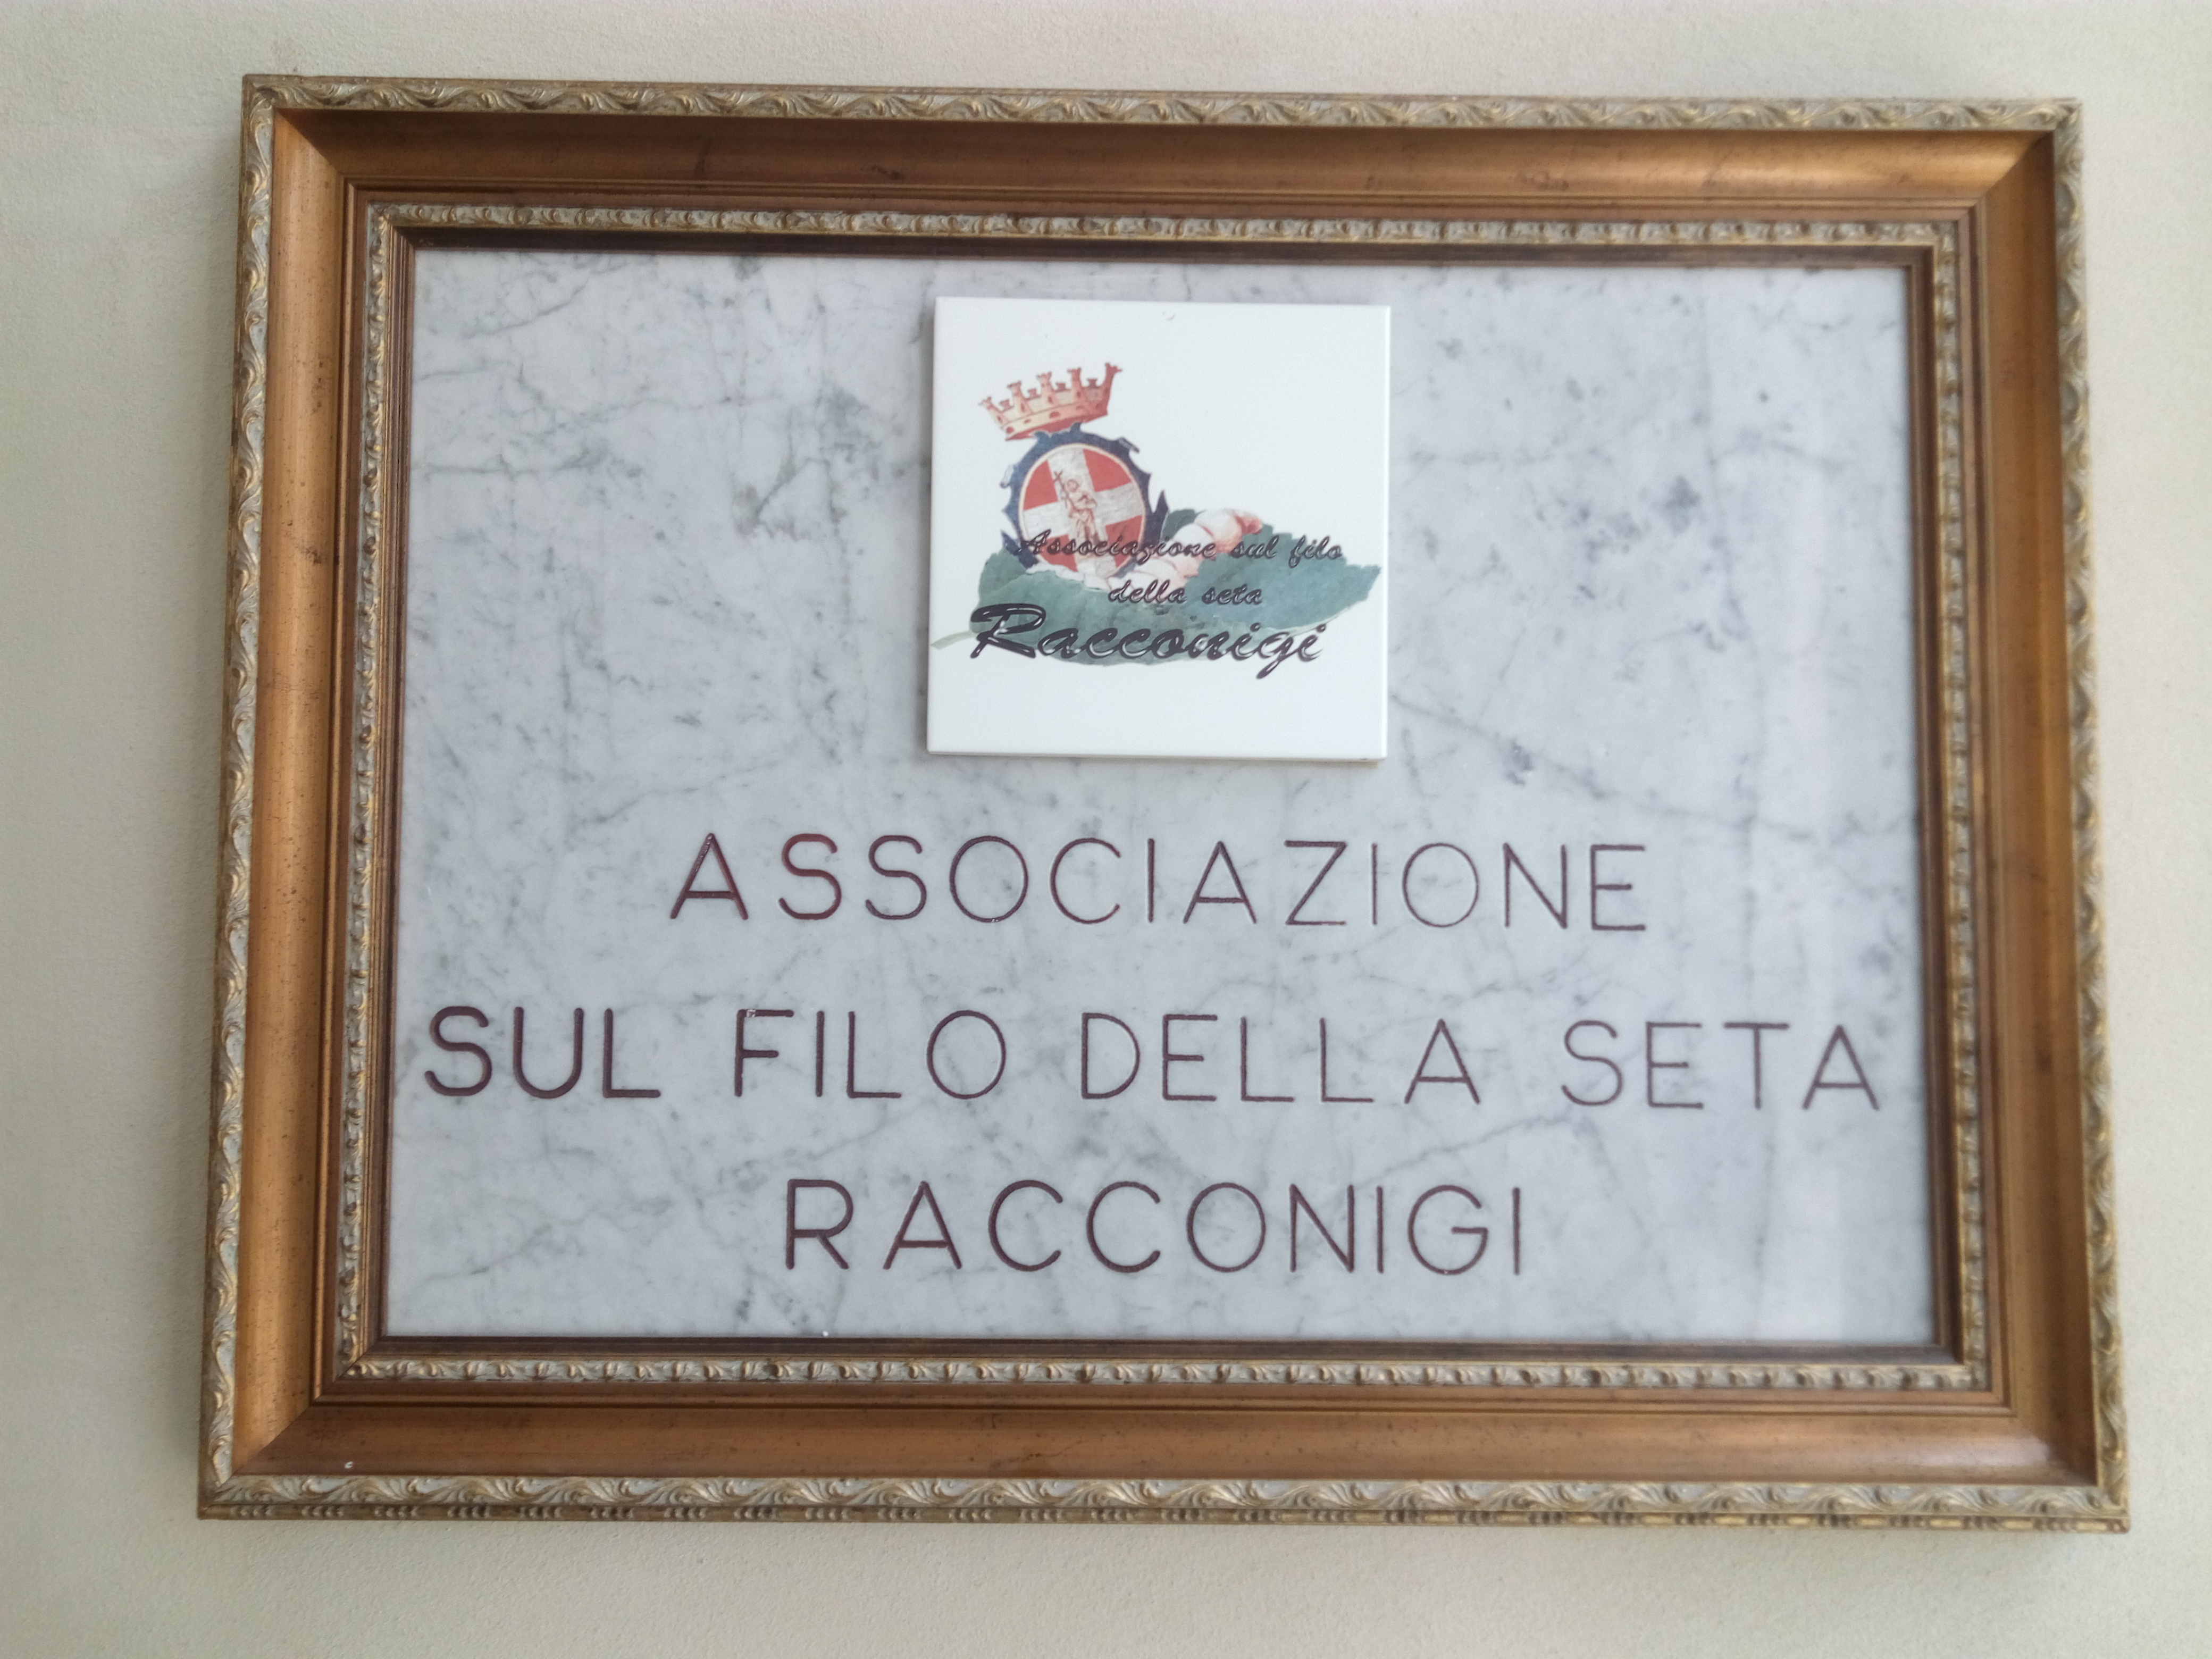 Associazione sul filo
della seta
Racconigi
ASSOCIAZIONE
SUL FILO DELLA SETA
RACCONIGI